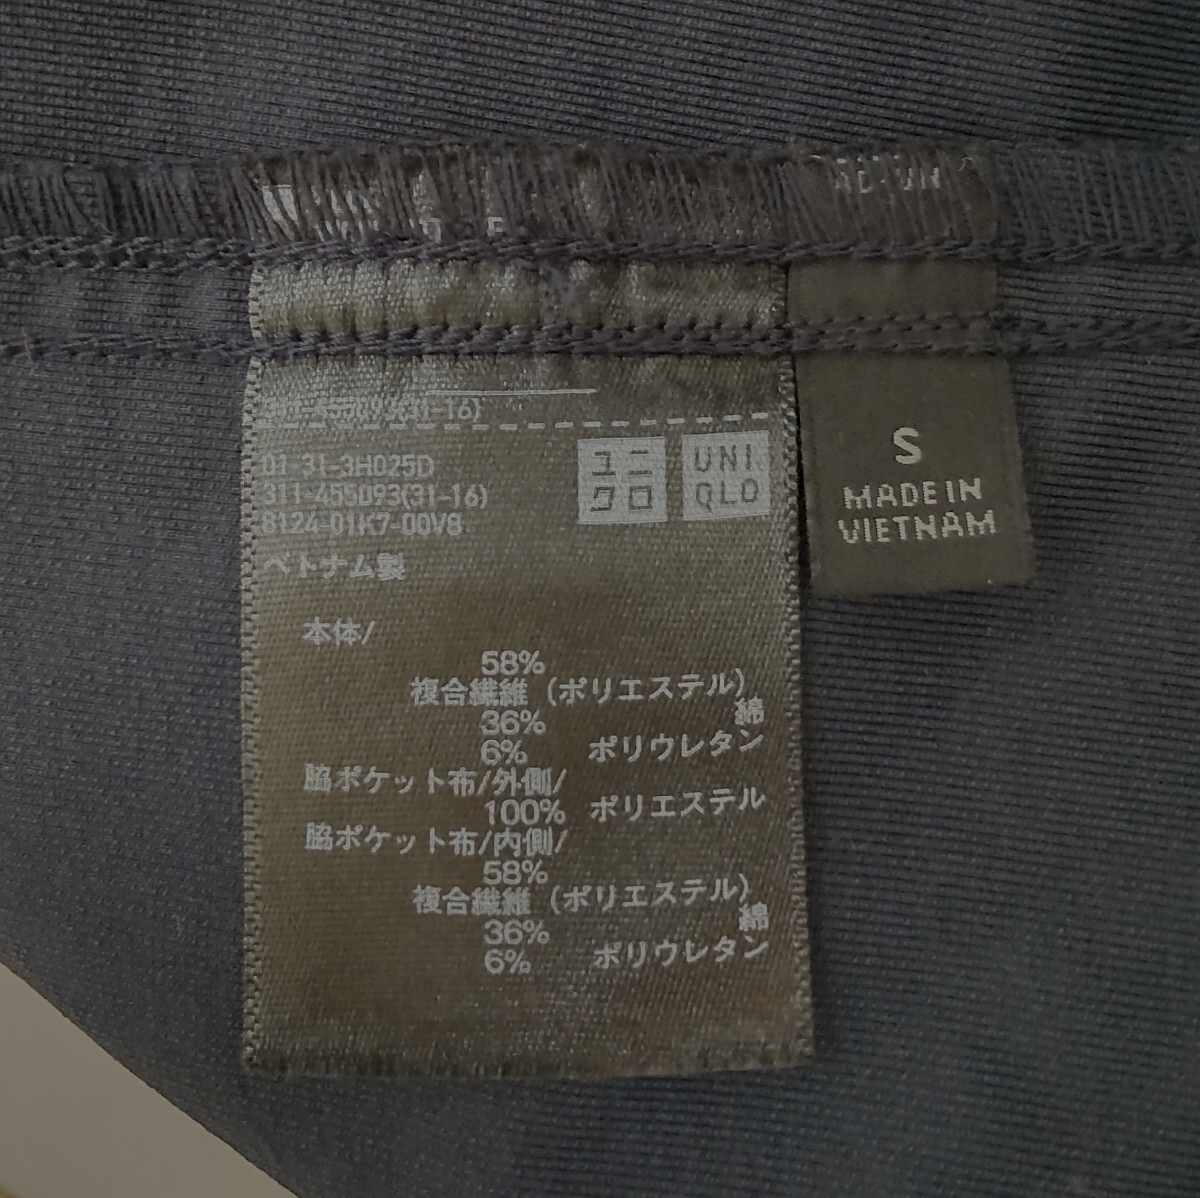 455093(31-16)
01-31-3H025D
311-455093(31-16)
8124-01K7-00V8
ユニ
クロ
UNI
QLO
ベトナム製
本体/
58%
複合繊維 (ポリエステル)
36% 綿
6% ポリウレタン
脇ポケット布/外側/
100% ポリエステル
脇ポケット布/内側/
58%
複合繊維 (ポリエステル)
36% 綿
6% ポリウレタン
S
MADE IN
VIETNAM